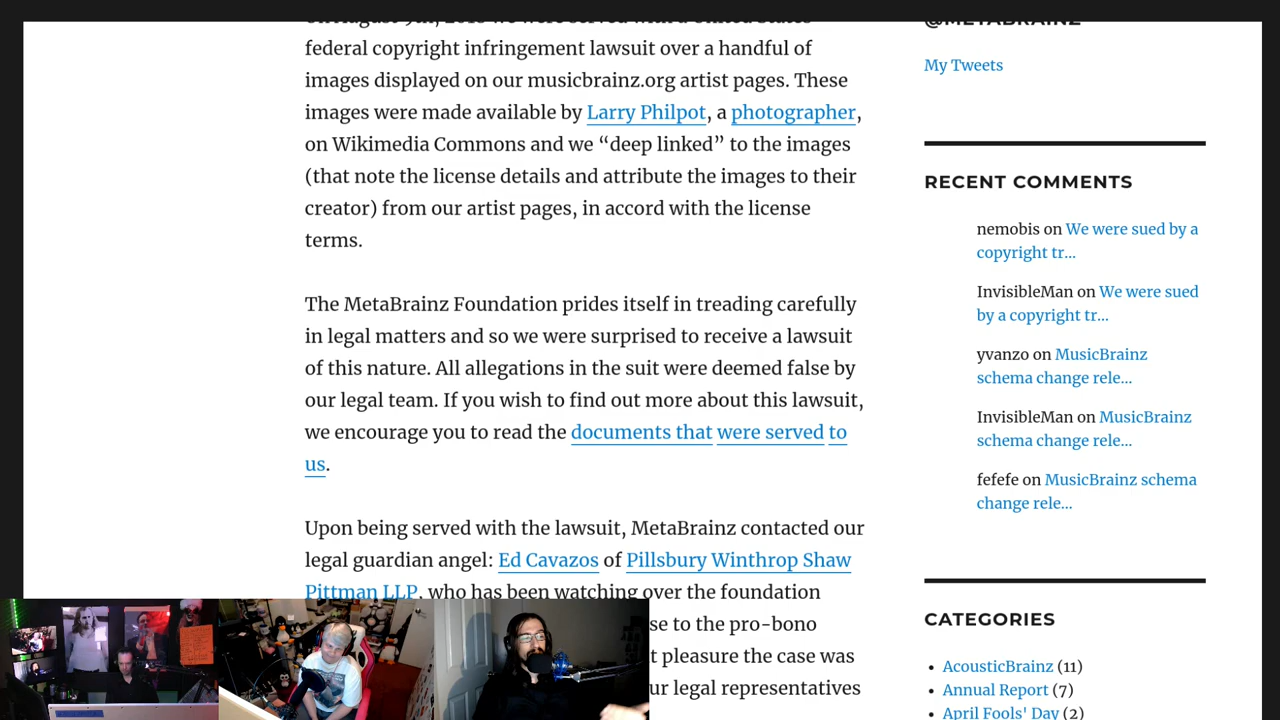 federal copyright infringement lawsuit over a handful of
images displayed on our musicbrainz.org artist pages. These
images were made available by Larry Philpot, a photographer,
on Wikimedia Commons and we “deep linked” to the images
(that note the license details and attribute the images to their
creator) from our artist pages, in accord with the license
terms.
The MetaBrainz Foundation prides itself in treading carefully
in legal matters and so we were surprised to receive a lawsuit
of this nature. All allegations in the suit were deemed false by
our legal team. If you wish to find out more about this lawsuit,
we encourage you to read the documents that were served to
us.
Upon being served with the lawsuit, MetaBrainz contacted our
legal guardian angel: Ed Cavazos of Pillsbury Winthrop Shaw
Pittman LLP, who has been watching over the foundation
se to the pro-bono
t pleasure the case was
ur legal representatives
@METABRAINZ
My Tweets
RECENT COMMENTS
nemobis on We were sued by a
copyright tr...
InvisibleMan on We were sued
by a copyright tr...
yvanzo on MusicBrainz
schema change rele...
InvisibleMan on MusicBrainz
schema change rele...
fefefe on MusicBrainz schema
change rele...
CATEGORIES
AcousticBrainz (11)
Annual Report (7)
April Fools' Day (2)